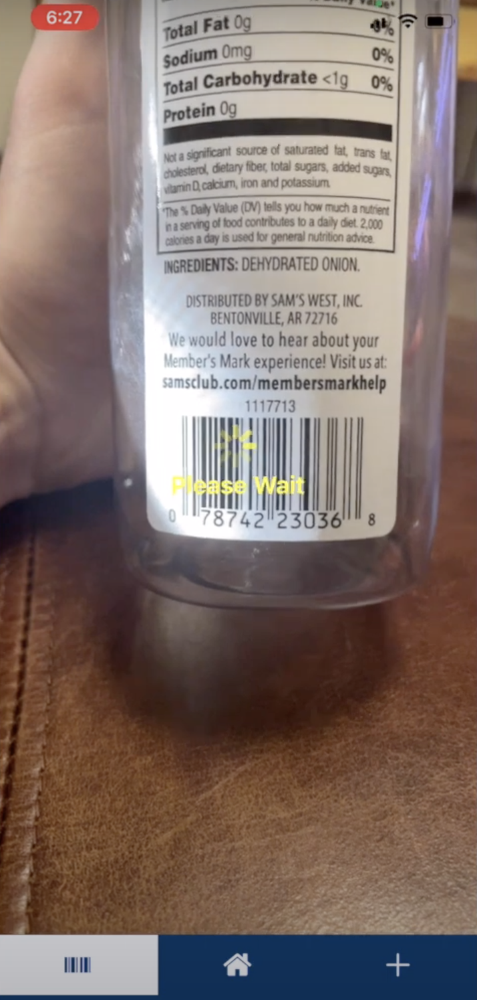 6:27
Total Fat 0g
Sodium 0mg 0%
Total Carbohydrate <1g 0%
Protein 0g
Not a significant source of saturated fat, trans fat,
cholesterol, dietary fiber, total sugars, added sugars,
vitamin D, calcium, iron and potassium.
*The % Daily Value (DV) tells you how much a nutrient
in a serving of food contributes to a daily diet. 2,000
calories a day is used for general nutrition advice.
INGREDIENTS: DEHYDRATED ONION.
DISTRIBUTED BY SAM'S WEST, INC.
BENTONVILLE, AR 72716
We would love to hear about your
Member's Mark experience! Visit us at:
samsclub.com/membersmarkhelp
1117713
Please Wait
0 78742 23036 8